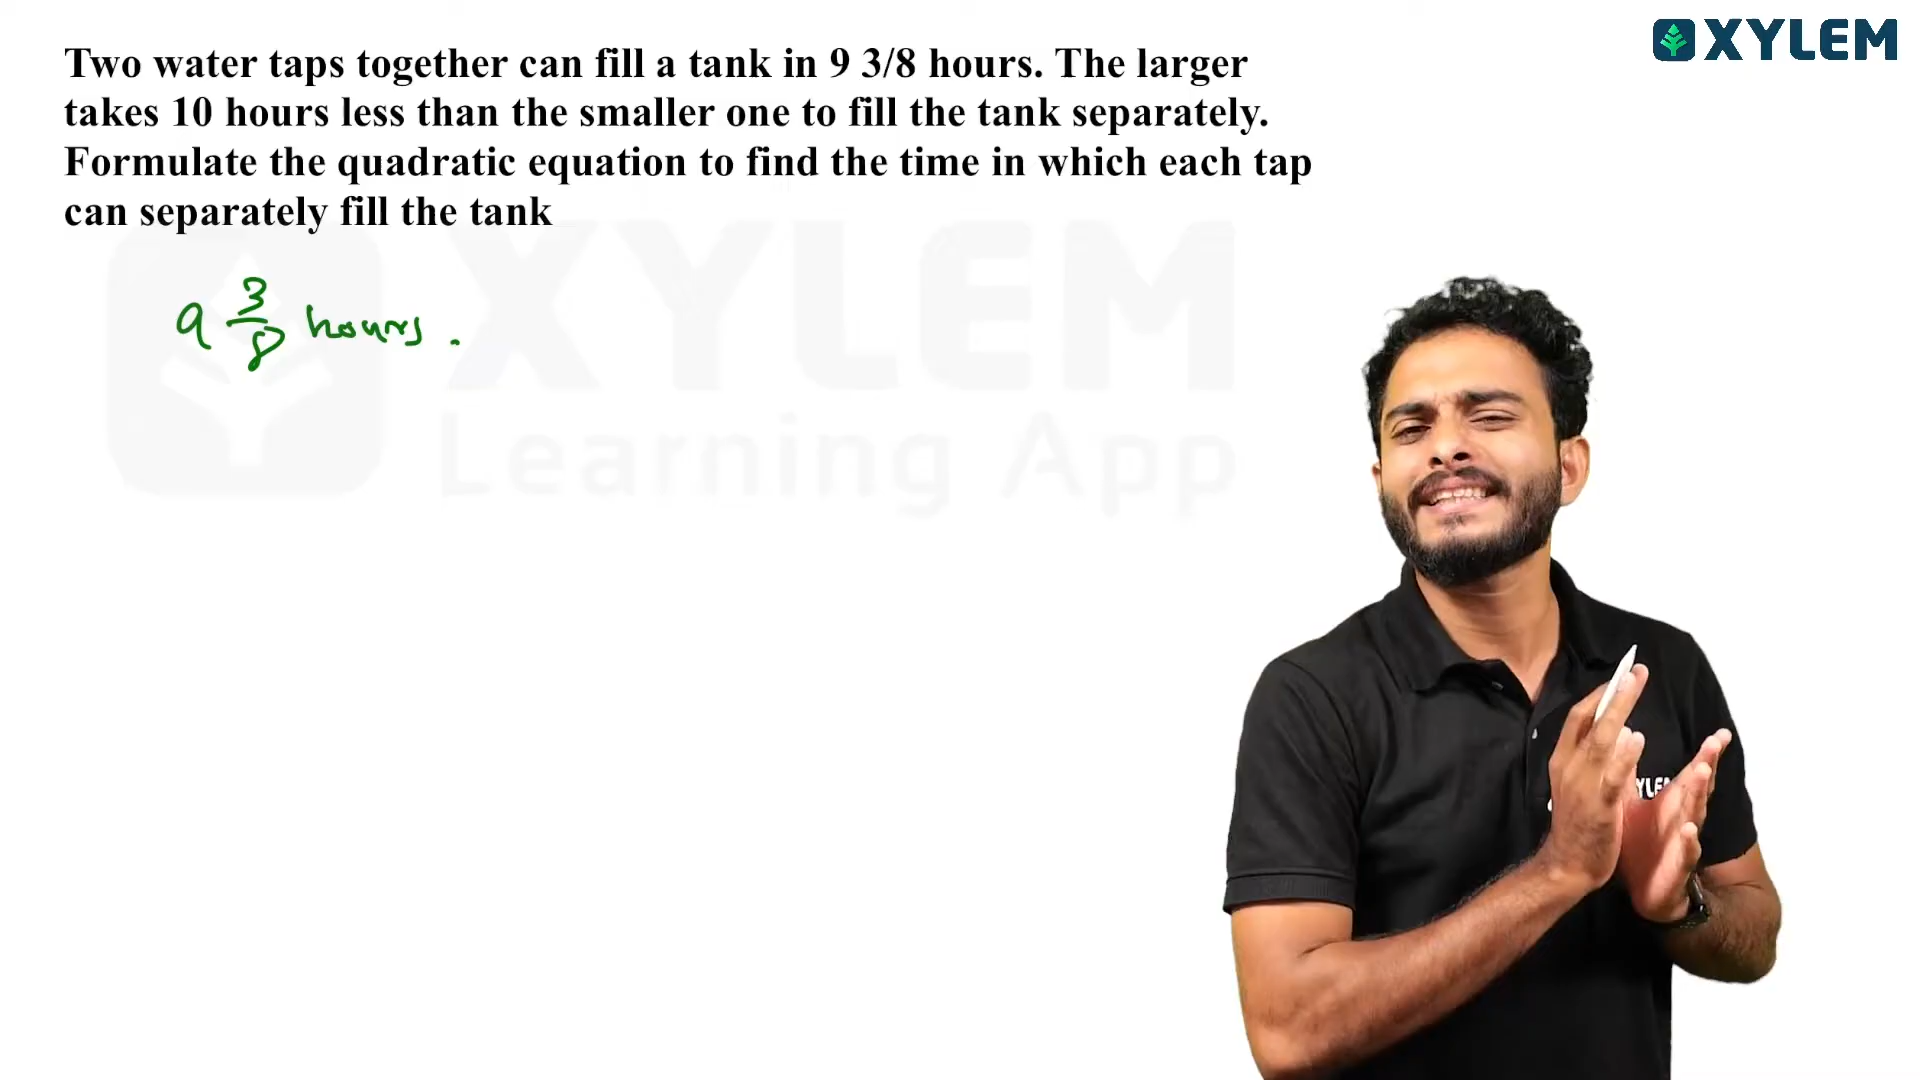 XYLEM
Two water taps together can fill a tank in 9 3/8 hours. The larger
takes 10 hours less than the smaller one to fill the tank separately.
Formulate the quadratic equation to find the time in which each tap
can separately fill the tank
9 3/8 hours .
XYLEM
Learning App